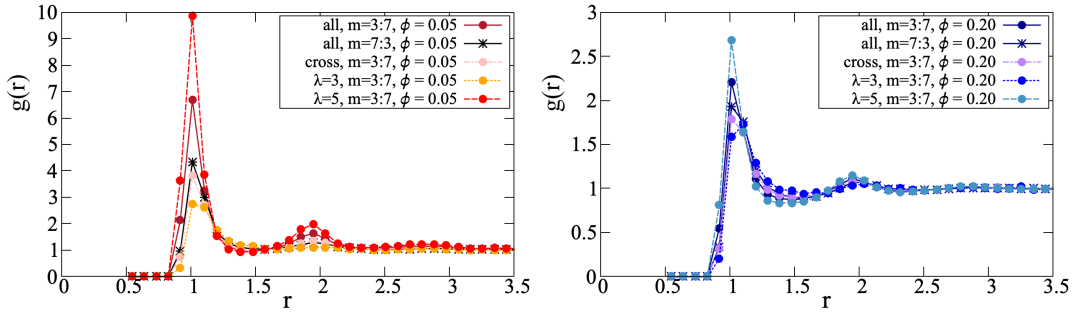 all, m=3:7, ϕ = 0.05
all, m=7:3, ϕ = 0.05
cross, m=3:7, ϕ = 0.05
λ=3, m=3:7, ϕ = 0.05
λ=5, m=3:7, ϕ = 0.05
g(r)
10
9
8
7
6
5
4
3
2
1
0
0 0.5 1 1.5 2 2.5 3 3.5
r
all, m=3:7, ϕ = 0.20
all, m=7:3, ϕ = 0.20
cross, m=3:7, ϕ = 0.20
λ=3, m=3:7, ϕ = 0.20
λ=5, m=3:7, ϕ = 0.20
g(r)
3
2.5
2
1.5
1
0.5
0
0 0.5 1 1.5 2 2.5 3 3.5
r